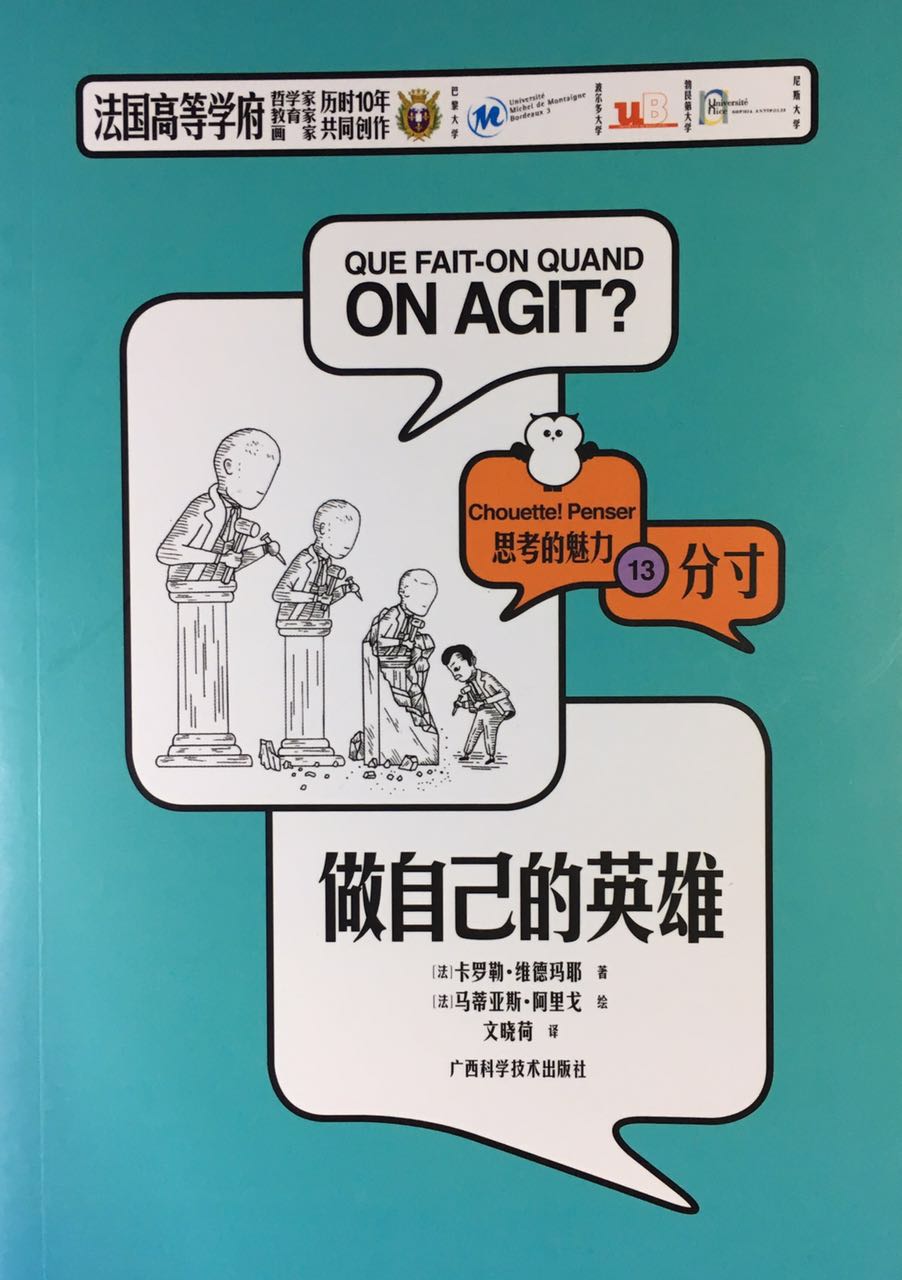 法国高等学府
哲学家
教育家
画家
历时10年
共同创作
巴黎大学
Université
Michel de Montaigne
Bordeaux 3
波尔多大学
uB
勃艮第大学
Université
Nice
SOPHIA ANTIPOLIS
尼斯大学
QUE FAIT-ON QUAND
ON AGIT?
Chouette! Penser
思考的魅力
13
分寸
做自己的英雄
[法]卡罗勒·维德玛耶 著
[法]马蒂亚斯·阿里戈 绘
文晓荷 译
广西科学技术出版社